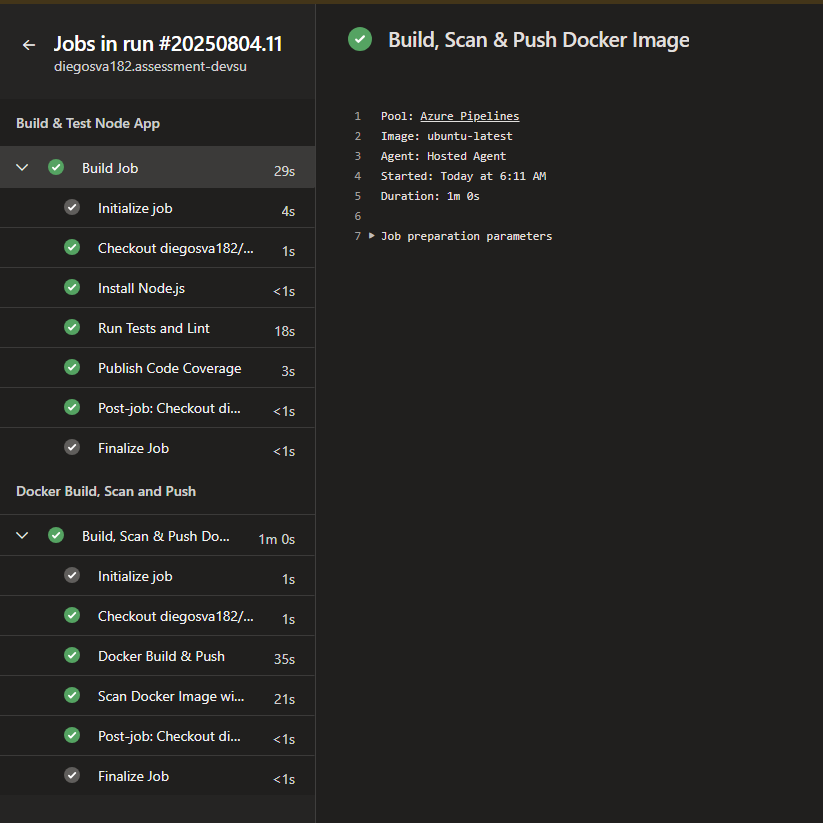 Jobs in run #20250804.11
diegosva182.assessment-devsu
Build & Test Node App
Build Job 29s
Initialize job 4s
Checkout diegosva182/... 1s
Install Node.js <1s
Run Tests and Lint 18s
Publish Code Coverage 3s
Post-job: Checkout di... <1s
Finalize Job <1s
Docker Build, Scan and Push
Build, Scan & Push Do... 1m 0s
Initialize job 1s
Checkout diegosva182/... 1s
Docker Build & Push 35s
Scan Docker Image wi... 21s
Post-job: Checkout di... <1s
Finalize Job <1s
Build, Scan & Push Docker Image
1 Pool: Azure Pipelines
2 Image: ubuntu-latest
3 Agent: Hosted Agent
4 Started: Today at 6:11 AM
5 Duration: 1m 0s
6
7 Job preparation parameters